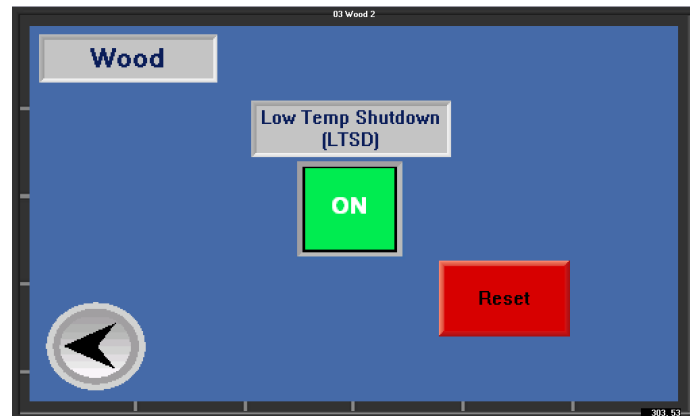 03 Wood 2
Wood
Low Temp Shutdown
(LTSD)
ON
Reset
303, 53